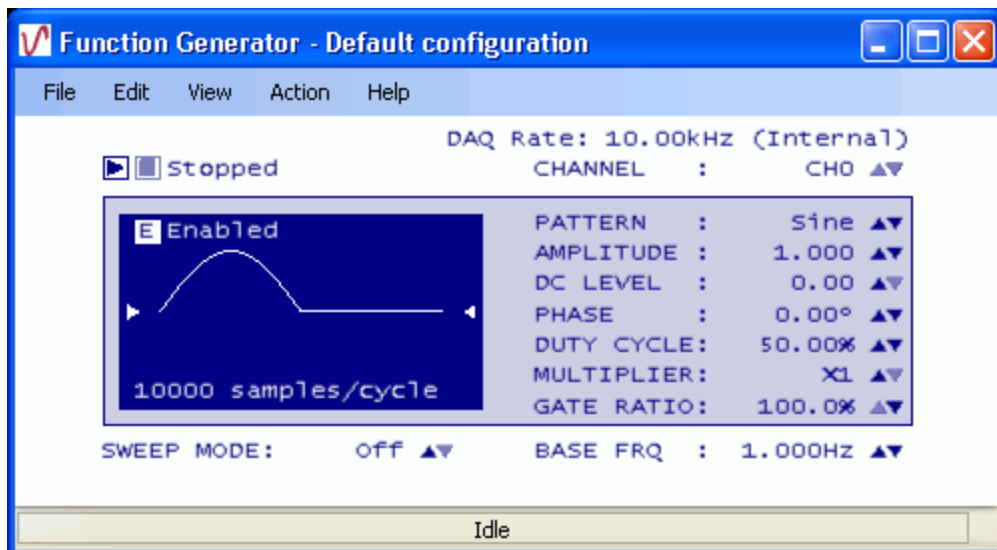 Function Generator - Default configuration
File Edit View Action Help
DAQ Rate: 10.00kHz (Internal)
Stopped CHANNEL : CH0
E Enabled PATTERN : Sine
AMPLITUDE : 1.000
DC LEVEL : 0.00
PHASE : 0.00°
DUTY CYCLE: 50.00%
10000 samples/cycle MULTIPLIER: X1
GATE RATIO: 100.0%
SWEEP MODE: Off BASE FRQ : 1.000Hz
Idle